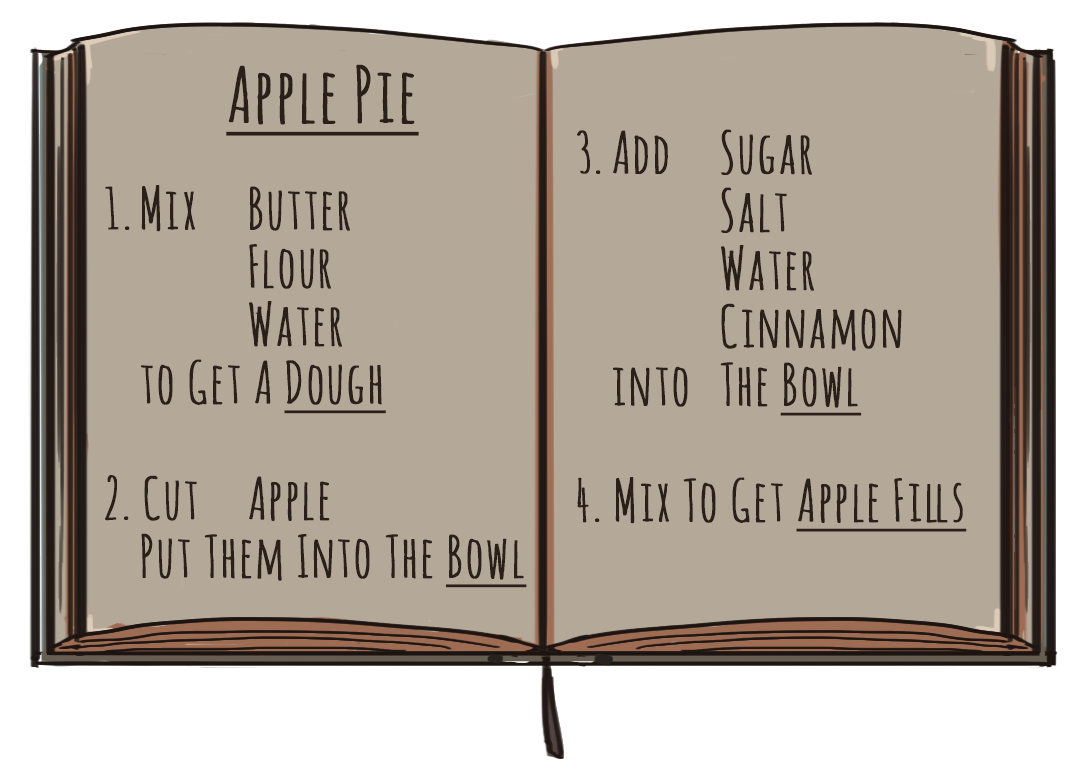 Apple Pie
1. Mix Butter
Flour
Water
to Get A Dough
2. Cut Apple
Put Them Into The Bowl
3. Add Sugar
Salt
Water
Cinnamon
into The Bowl
4. Mix To Get Apple Fills